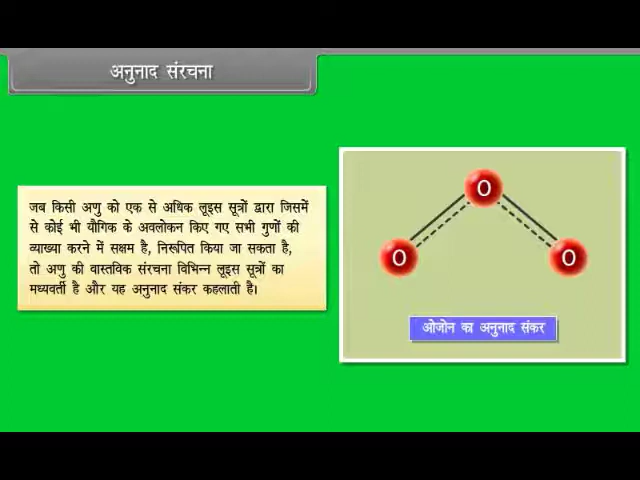 अनुनाद संरचना
जब किसी अणु को एक से अधिक लूइस सूत्रों द्वारा जिसमें
से कोई भी यौगिक के अवलोकन किए गए सभी गुणों की
व्याख्या करने में सक्षम है, निरूपित किया जा सकता है,
तो अणु की वास्तविक संरचना विभिन्न लूइस सूत्रों का
मध्यवर्ती है और यह अनुनाद संकर कहलाती है।
O
O
O
ओजोन का अनुनाद संकर